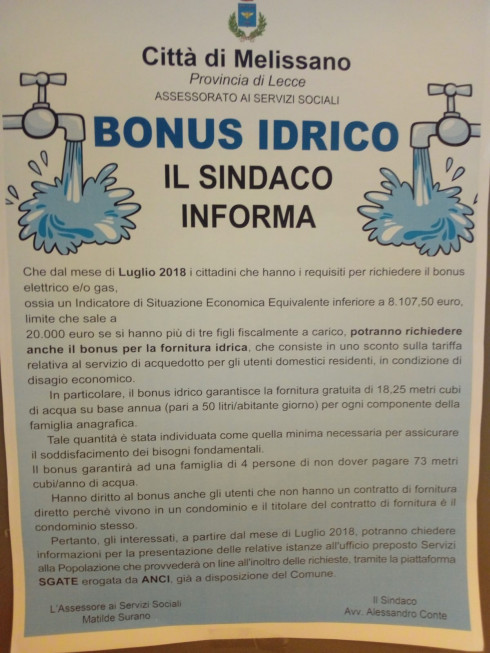 Città di Melissano
Provincia di Lecce
ASSESSORATO AI SERVIZI SOCIALI
BONUS IDRICO
IL SINDACO
INFORMA
Che dal mese di Luglio 2018 i cittadini che hanno i requisiti per richiedere il bonus
elettrico e/o gas,
ossia un Indicatore di Situazione Economica Equivalente inferiore a 8.107,50 euro,
limite che sale a
20.000 euro se si hanno più di tre figli fiscalmente a carico, potranno richiedere
anche il bonus per la fornitura idrica, che consiste in uno sconto sulla tariffa
relativa al servizio di acquedotto per gli utenti domestici residenti, in condizione di
disagio economico.
In particolare, il bonus idrico garantisce la fornitura gratuita di 18,25 metri cubi
di acqua su base annua (pari a 50 litri/abitante giorno) per ogni componente della
famiglia anagrafica.
Tale quantità è stata individuata come quella minima necessaria per assicurare
il soddisfacimento dei bisogni fondamentali.
Il bonus garantirà ad una famiglia di 4 persone di non dover pagare 73 metri
cubi/anno di acqua.
Hanno diritto al bonus anche gli utenti che non hanno un contratto di fornitura
diretto perchè vivono in un condominio e il titolare del contratto di fornitura è il
condominio stesso.
Pertanto, gli interessati, a partire dal mese di Luglio 2018, potranno chiedere
informazioni per la presentazione delle relative istanze all'ufficio preposto Servizi
alla Popolazione che provvederà on line all'inoltro delle richieste, tramite la piattaforma
SGATE erogata da ANCI, già a disposizione del Comune.
L'Assessore ai Servizi Sociali
Matilde Surano
Il Sindaco
Avv. Alessandro Conte